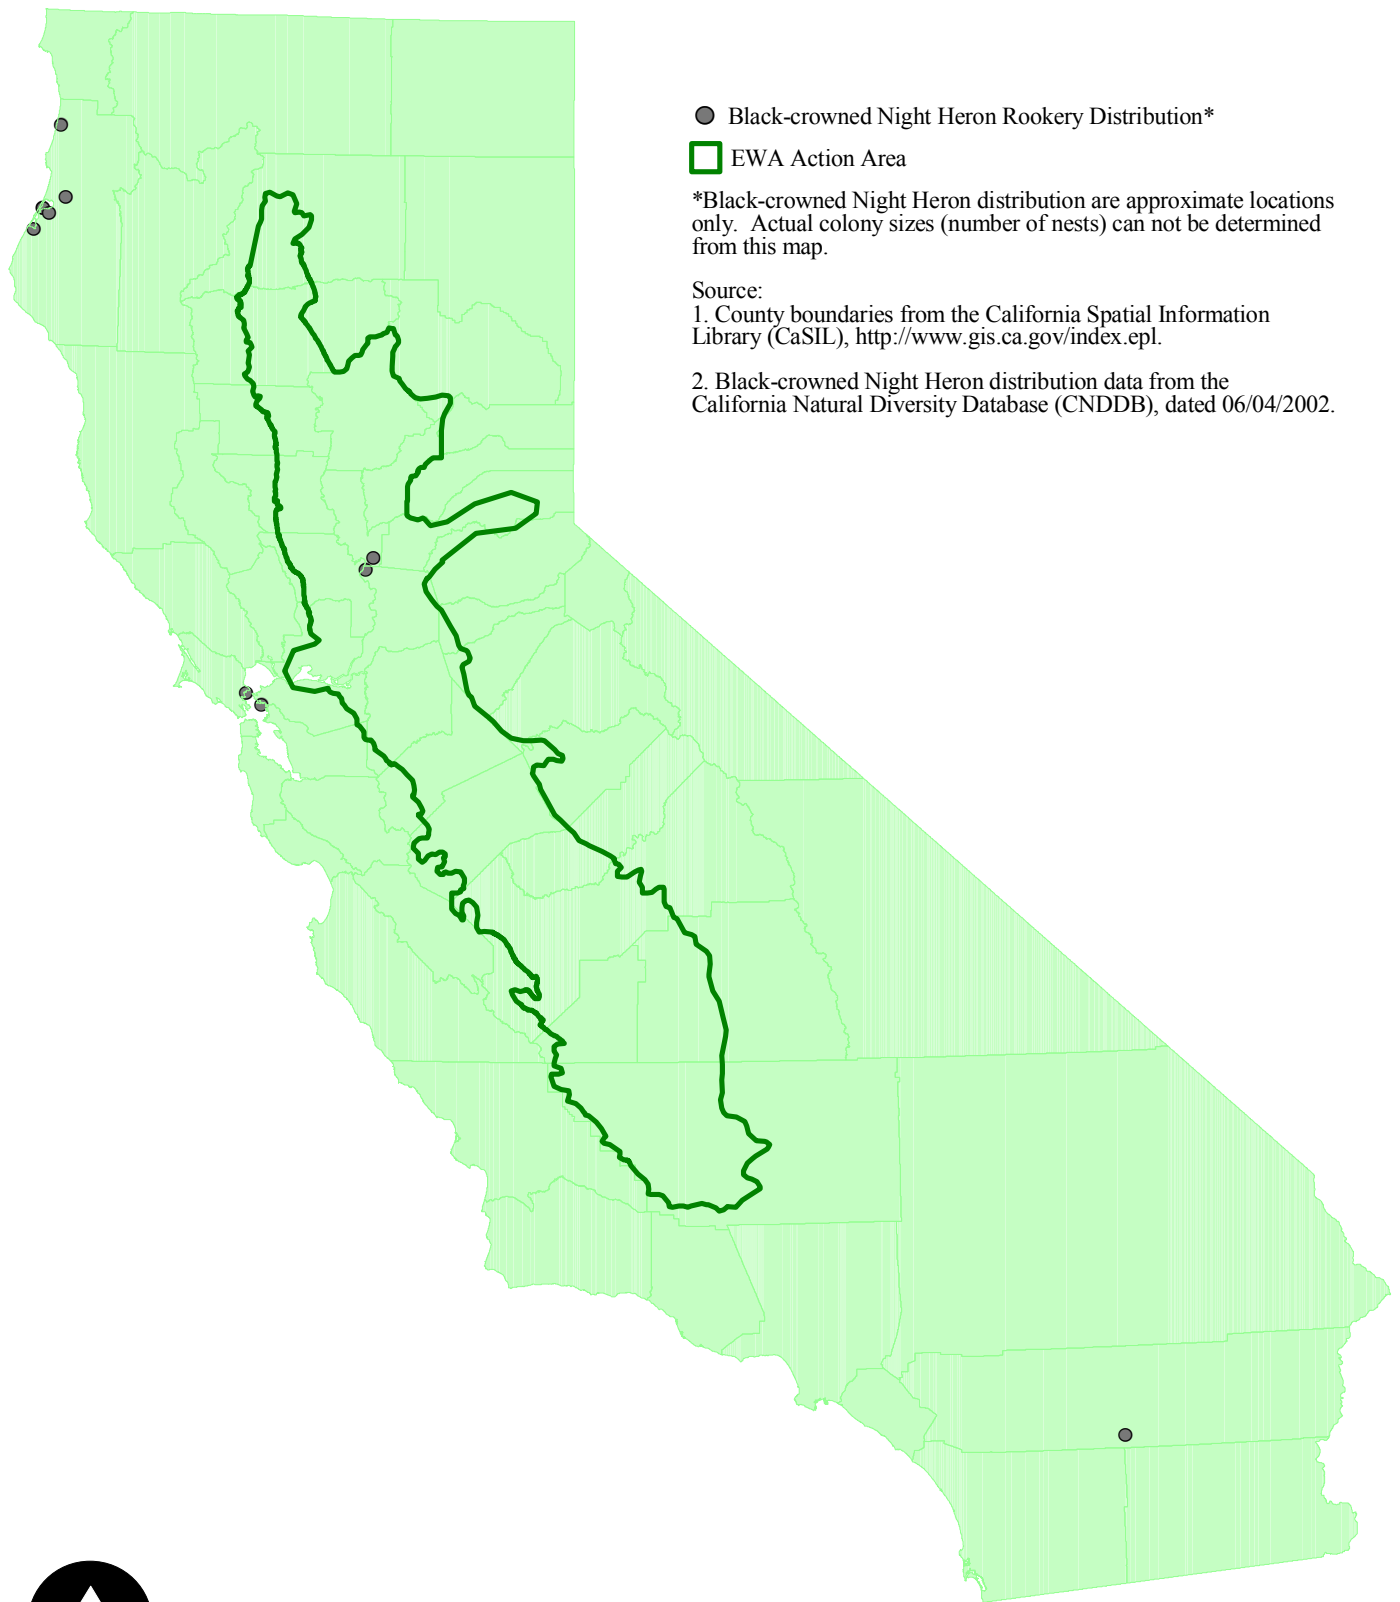 Black-crowned Night Heron Rookery Distribution*
EWA Action Area
*Black-crowned Night Heron distribution are approximate locations
only.  Actual colony sizes (number of nests) can not be determined
from this map.
Source:
1. County boundaries from the California Spatial Information
Library (CaSIL), http://www.gis.ca.gov/index.epl.
2. Black-crowned Night Heron distribution data from the
California Natural Diversity Database (CNDDB), dated 06/04/2002.